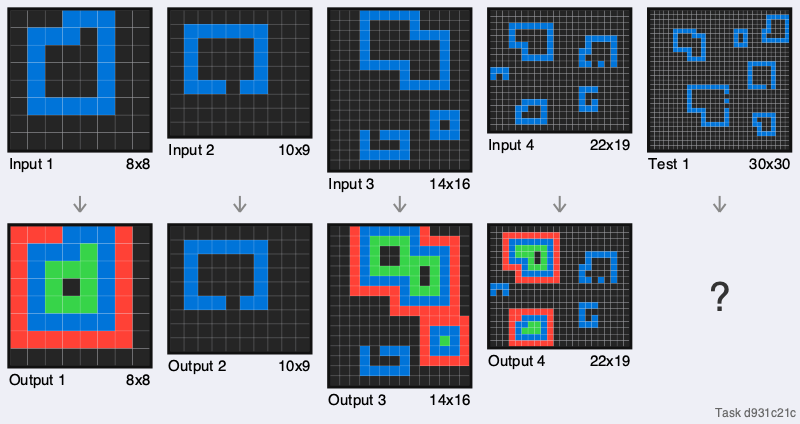 Input 1 8x8
Input 2 10x9
Input 3 14x16
Input 4 22x19
Test 1 30x30
?
Output 1 8x8
Output 2 10x9
Output 3 14x16
Output 4 22x19
Task d931c21c